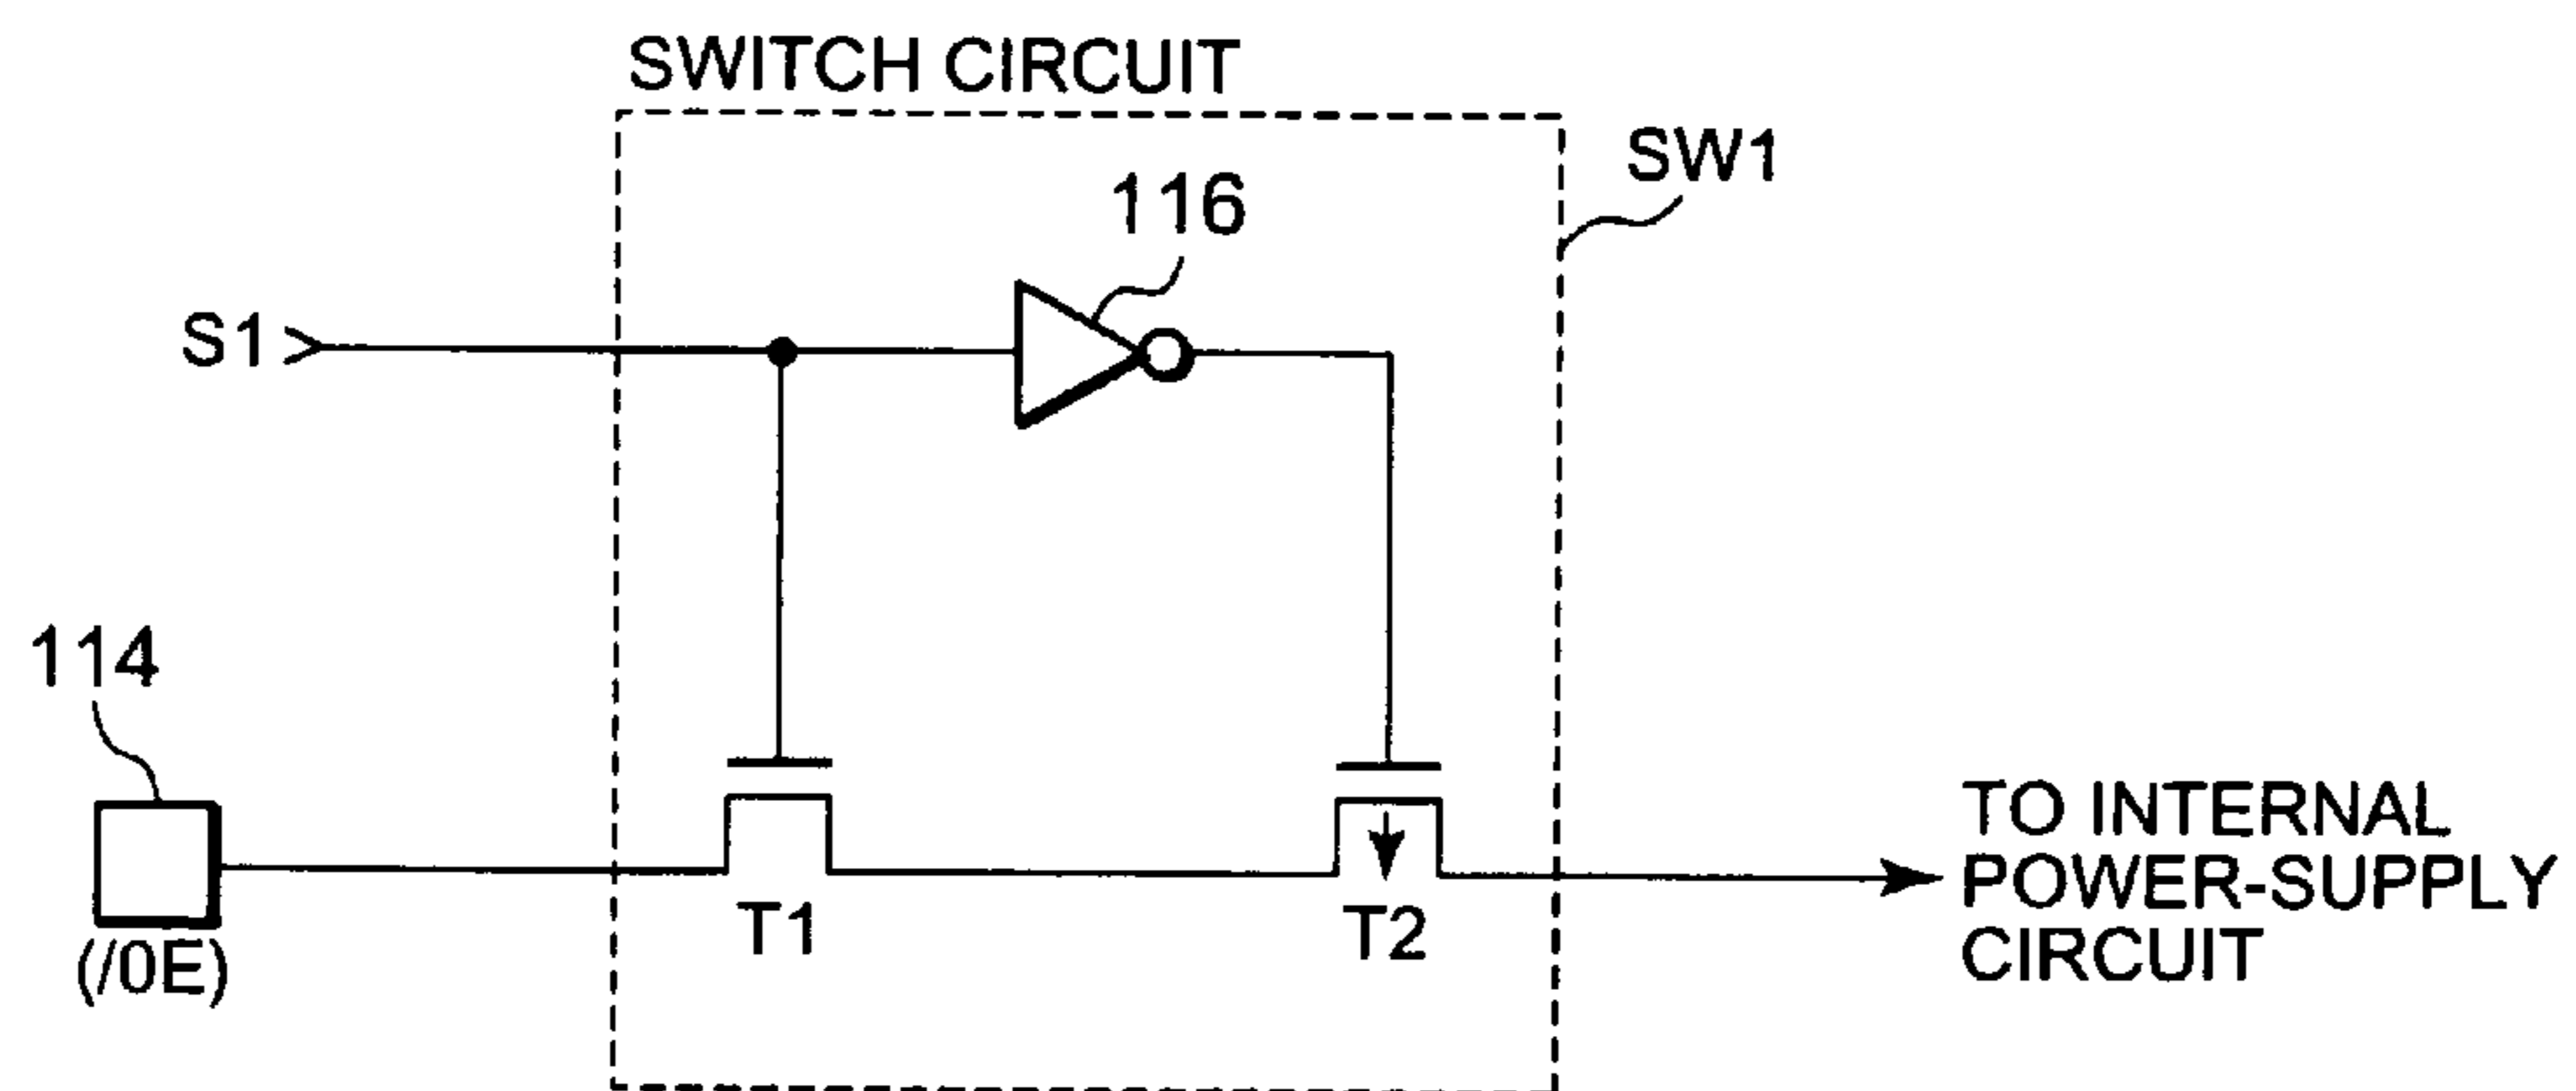 SWITCH CIRCUIT
SW1
116
S1
114
(/0E)
T1
T2
TO INTERNAL
POWER-SUPPLY
CIRCUIT